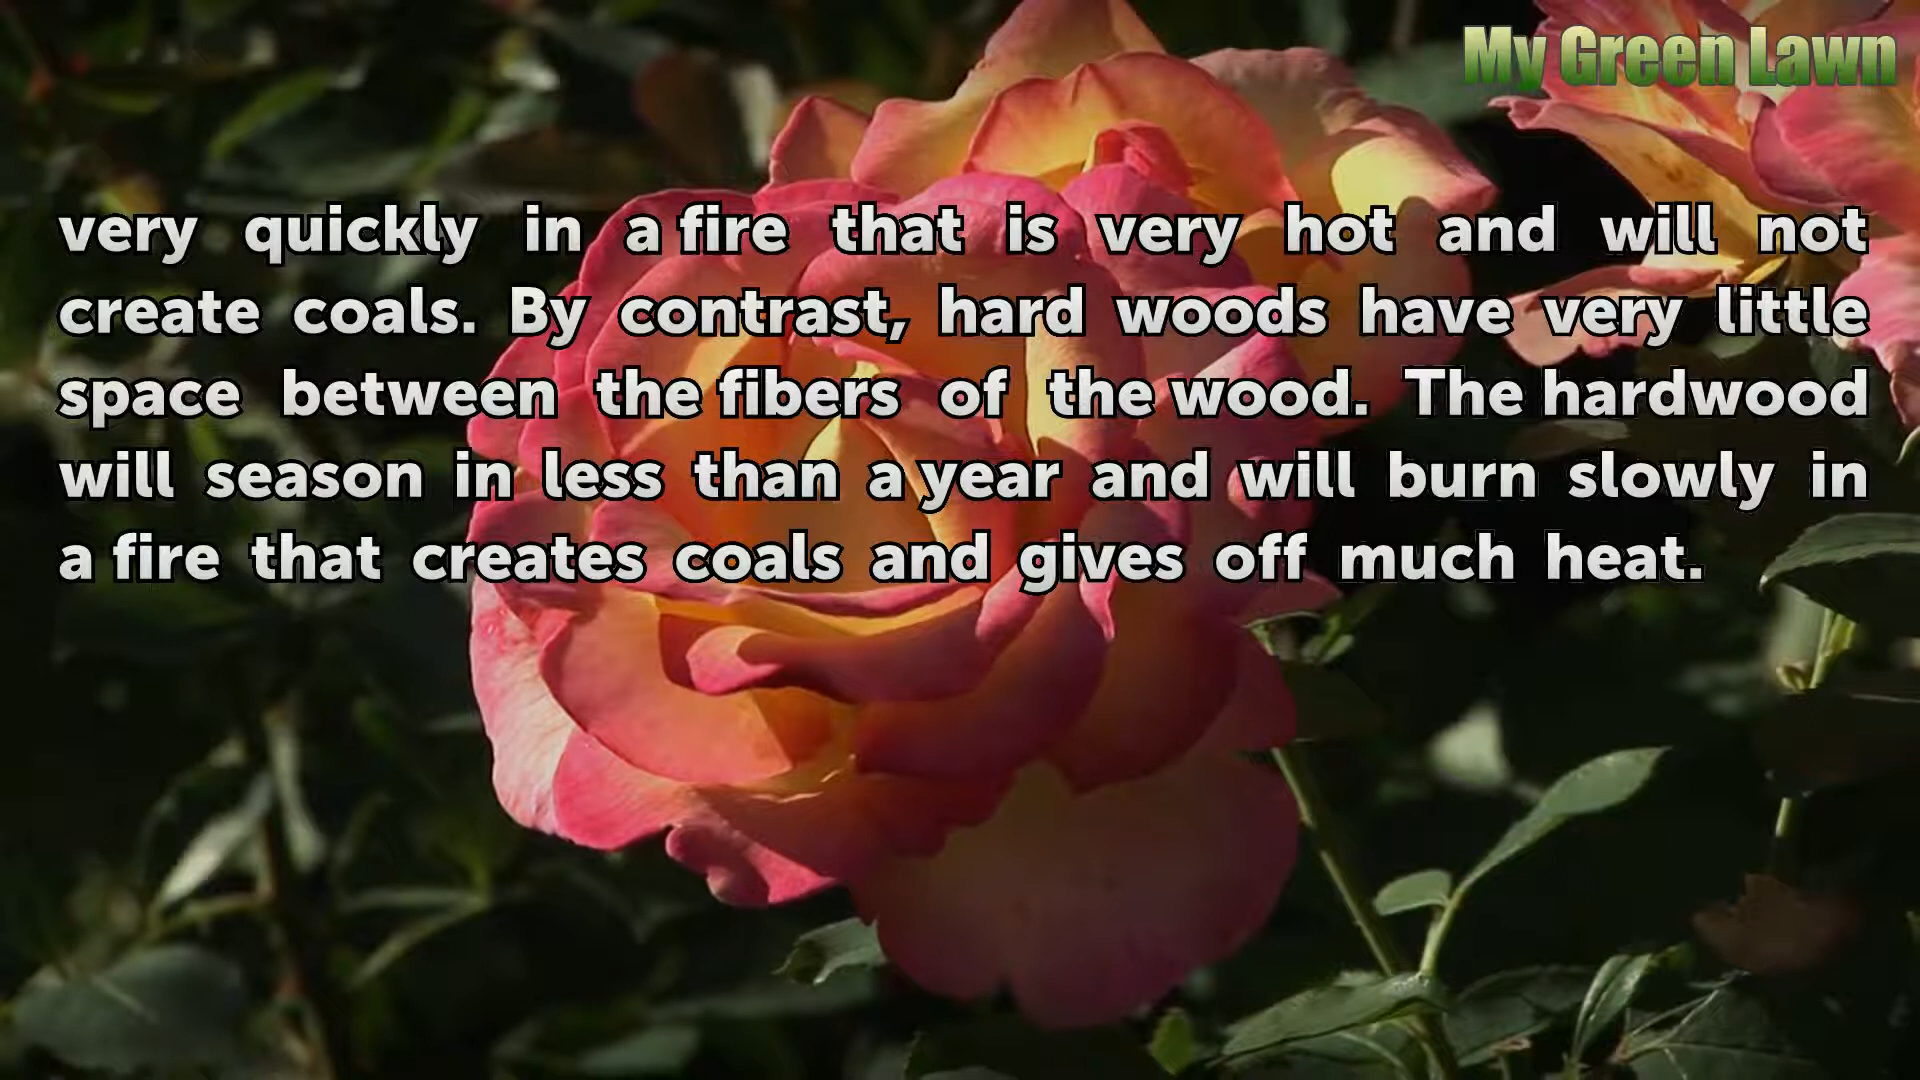 My Green Lawn
very quickly in a fire that is very hot and will not
create coals. By contrast, hard woods have very little
space between the fibers of the wood. The hardwood
will season in less than a year and will burn slowly in
a fire that creates coals and gives off much heat.